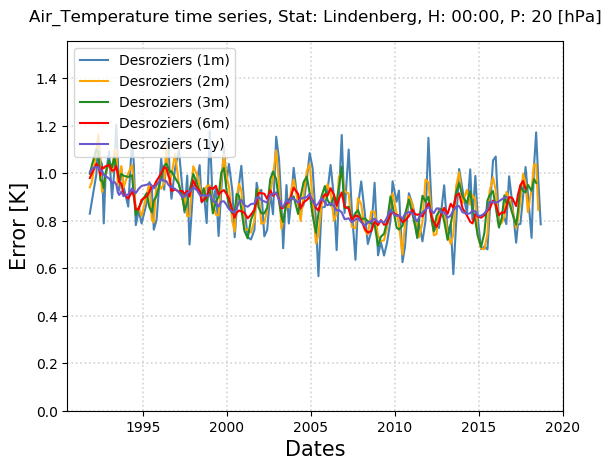 Air_Temperature time series, Stat: Lindenberg, H: 00:00, P: 20 [hPa]
Desroziers (1m)
Desroziers (2m)
Desroziers (3m)
Desroziers (6m)
Desroziers (1y)
1.4
1.2
1.0
0.8
0.6
0.4
0.2
0.0
Error [K]
1995
2000
2005
2010
2015
2020
Dates